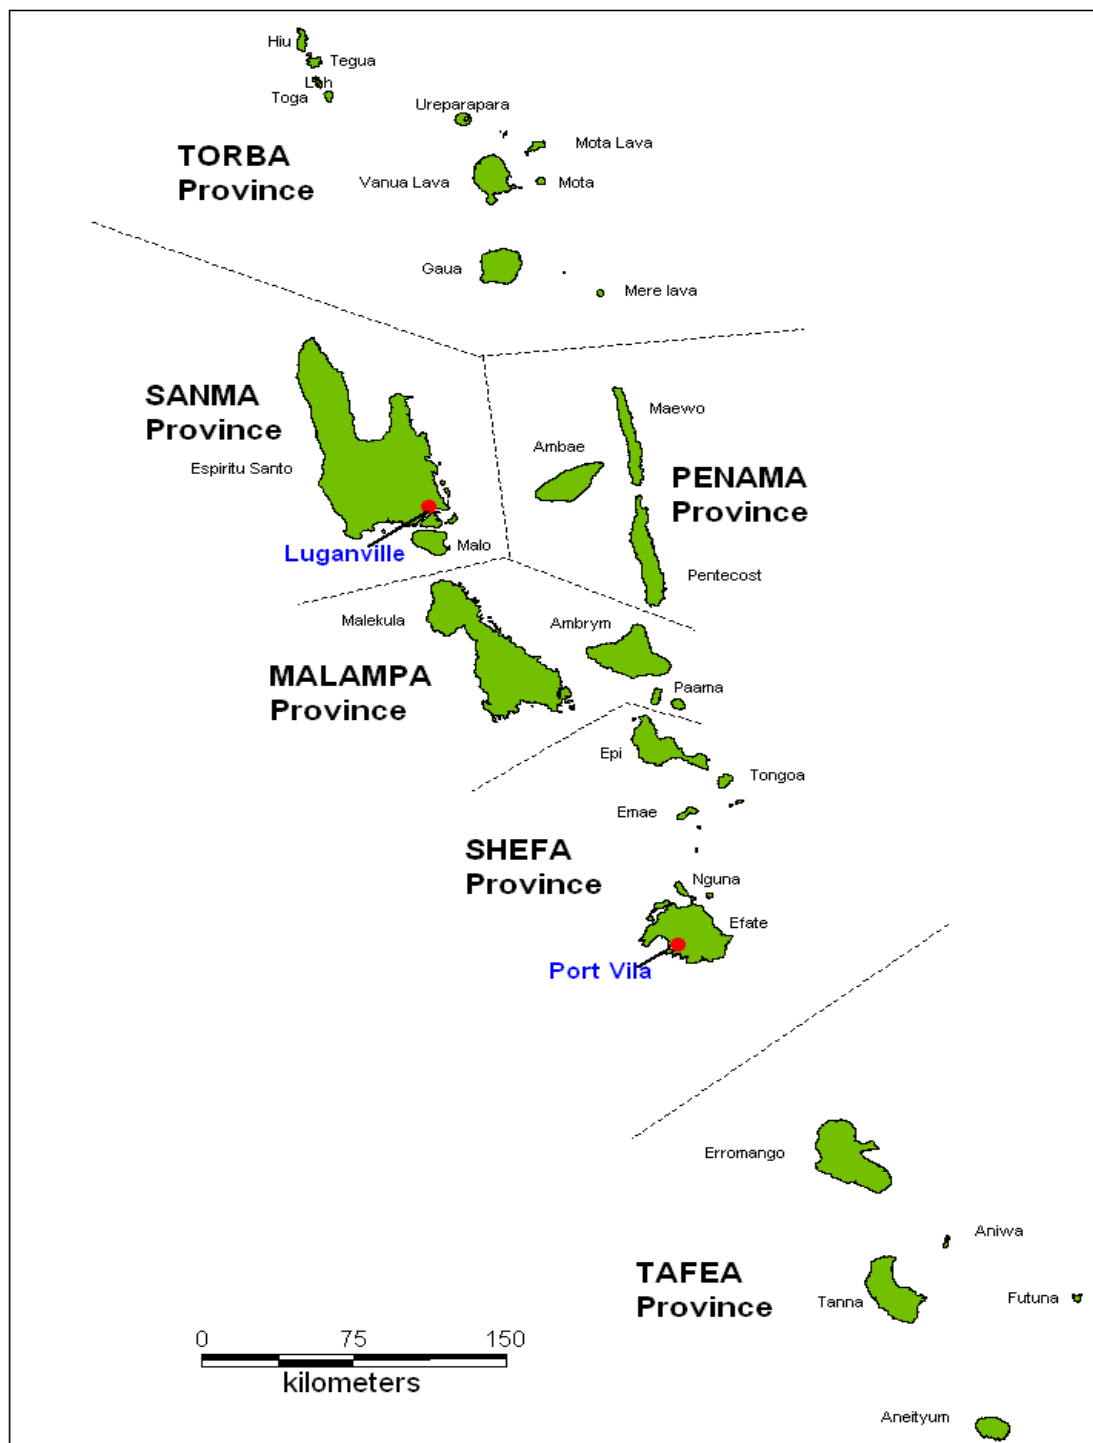 Hiu
Tegua
Loh
Toga
Ureparapara
Mota Lava
TORBA
Province
Vanua Lava
Mota
Gaua
Mere lava
SANMA
Province
Espiritu Santo
Luganville
Malo
Maewo
Ambae
PENAMA
Province
Pentecost
Malekula
Ambrym
MALAMPA
Province
Paama
Epi
Tongoa
Emae
SHEFA
Province
Nguna
Efate
Port Vila
Erromango
Aniwa
TAFEA
Province
Tanna
Futuna
0 75 150
kilometers
Aneityum